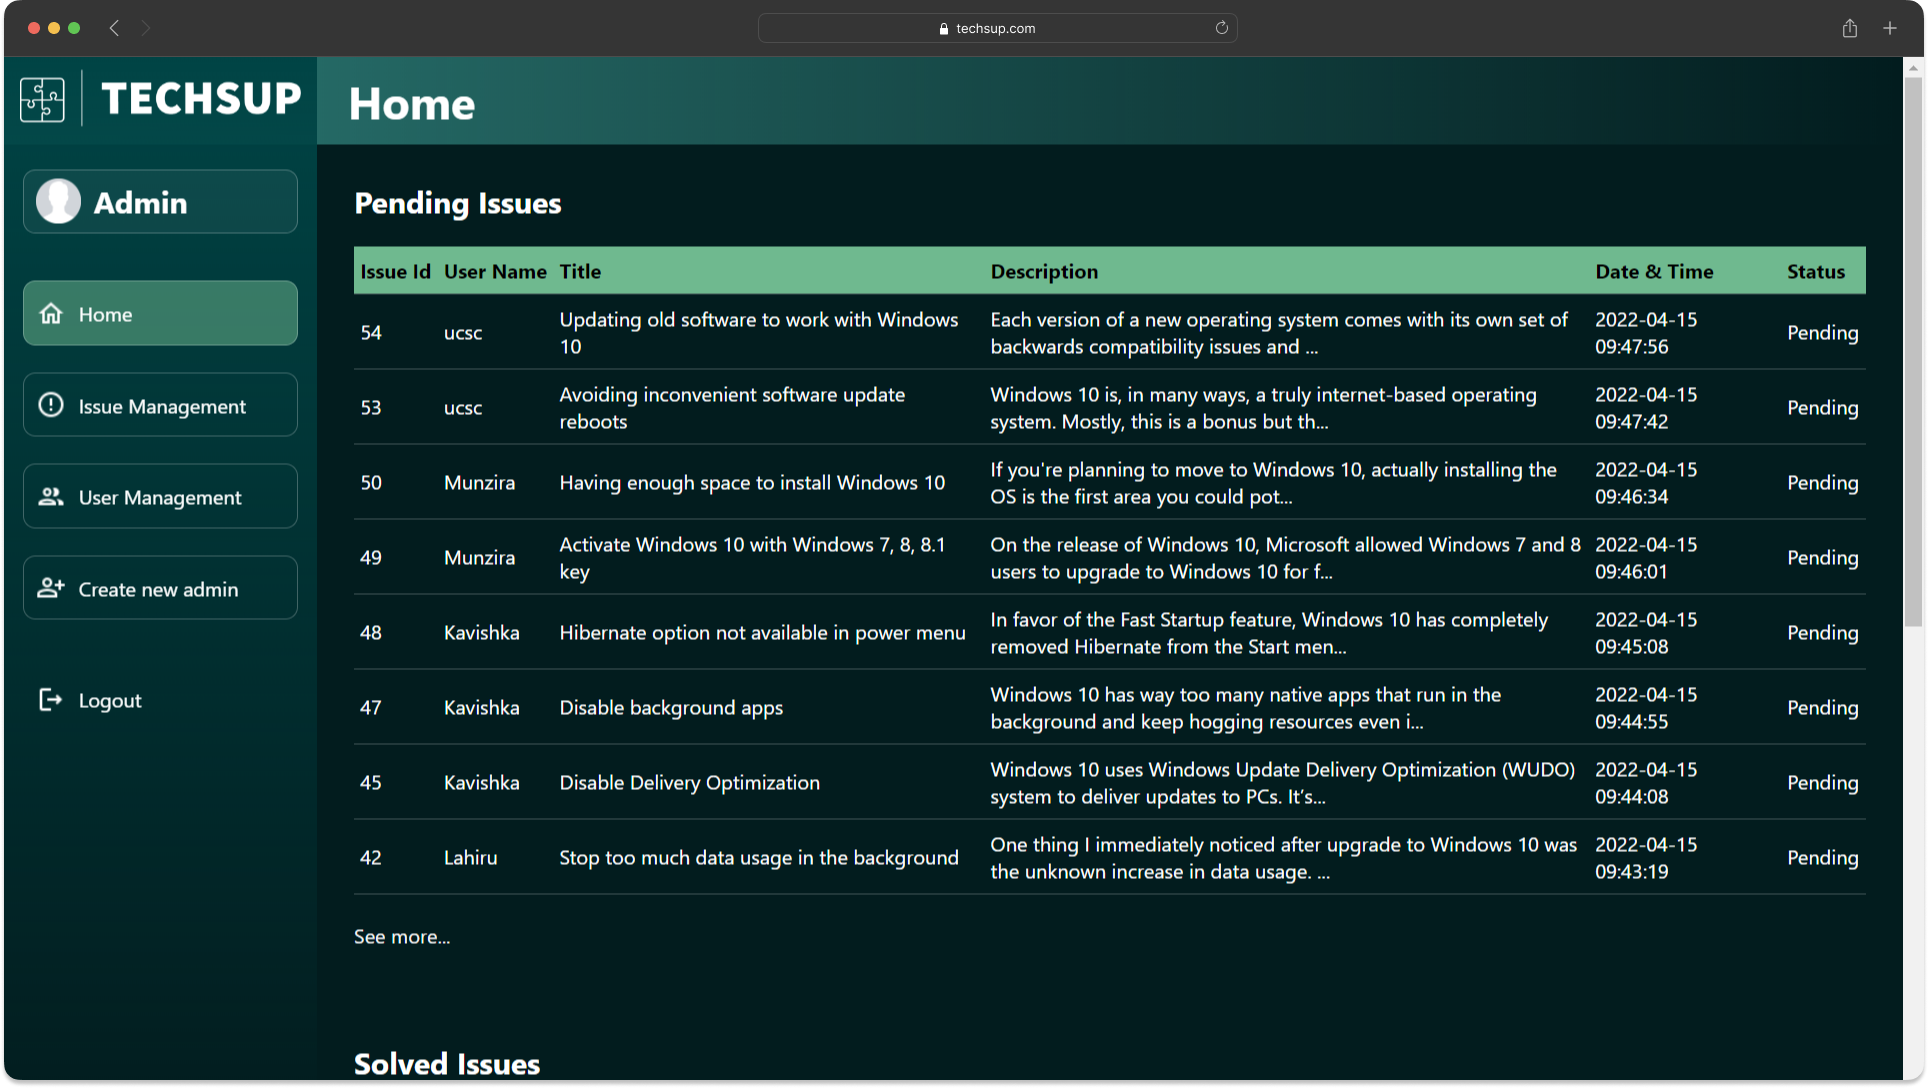 techsup.com
TECHSUP
Home
Admin
Home
Issue Management
User Management
Create new admin
Logout
Pending Issues
Issue Id User Name Title Description Date & Time Status
54 ucsc Updating old software to work with Windows 10 Each version of a new operating system comes with its own set of backwards compatibility issues and ... 2022-04-15 09:47:56 Pending
53 ucsc Avoiding inconvenient software update reboots Windows 10 is, in many ways, a truly internet-based operating system. Mostly, this is a bonus but th... 2022-04-15 09:47:42 Pending
50 Munzira Having enough space to install Windows 10 If you're planning to move to Windows 10, actually installing the OS is the first area you could pot... 2022-04-15 09:46:34 Pending
49 Munzira Activate Windows 10 with Windows 7, 8, 8.1 key On the release of Windows 10, Microsoft allowed Windows 7 and 8 users to upgrade to Windows 10 for f... 2022-04-15 09:46:01 Pending
48 Kavishka Hibernate option not available in power menu In favor of the Fast Startup feature, Windows 10 has completely removed Hibernate from the Start men... 2022-04-15 09:45:08 Pending
47 Kavishka Disable background apps Windows 10 has way too many native apps that run in the background and keep hogging resources even i... 2022-04-15 09:44:55 Pending
45 Kavishka Disable Delivery Optimization Windows 10 uses Windows Update Delivery Optimization (WUDO) system to deliver updates to PCs. It’s... 2022-04-15 09:44:08 Pending
42 Lahiru Stop too much data usage in the background One thing I immediately noticed after upgrade to Windows 10 was the unknown increase in data usage. ... 2022-04-15 09:43:19 Pending
See more...
Solved Issues